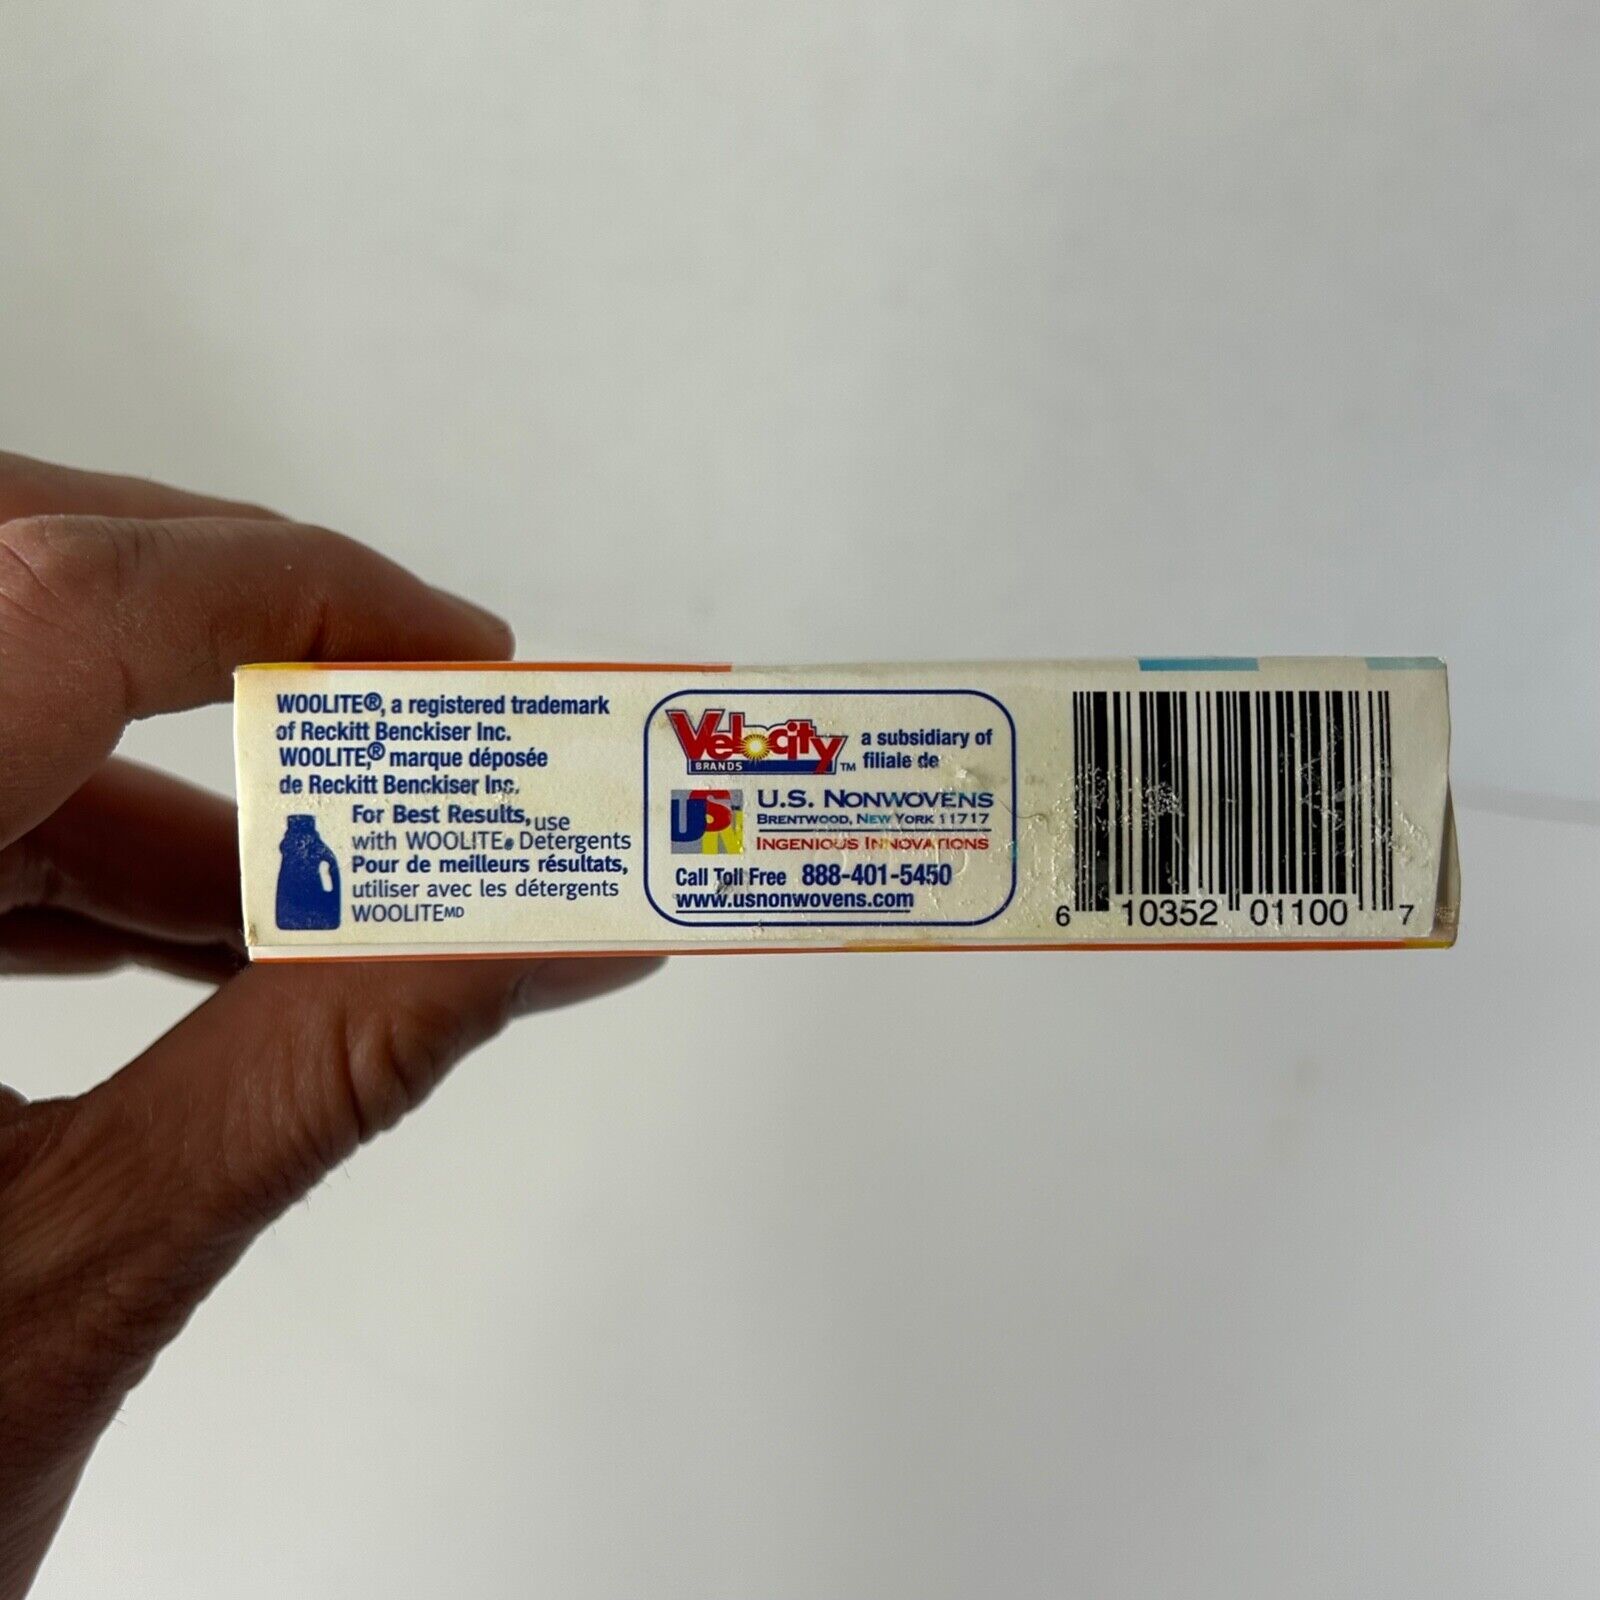 WOOLITE®, a registered trademark
of Reckitt Benckiser Inc.
WOOLITE,® marque déposée
de Reckitt Benckiser Inc.
For Best Results, use
with WOOLITE® Detergents
Pour de meilleurs résultats,
utiliser avec les détergents
WOOLITEMD
Velocity
BRANDS TM
a subsidiary of
filiale de
USN
U.S. NONWOVENS
BRENTWOOD, NEW YORK 11717
INGENIOUS INNOVATIONS
Call Toll Free 888-401-5450
www.usnonwovens.com
6 10352 01100 7